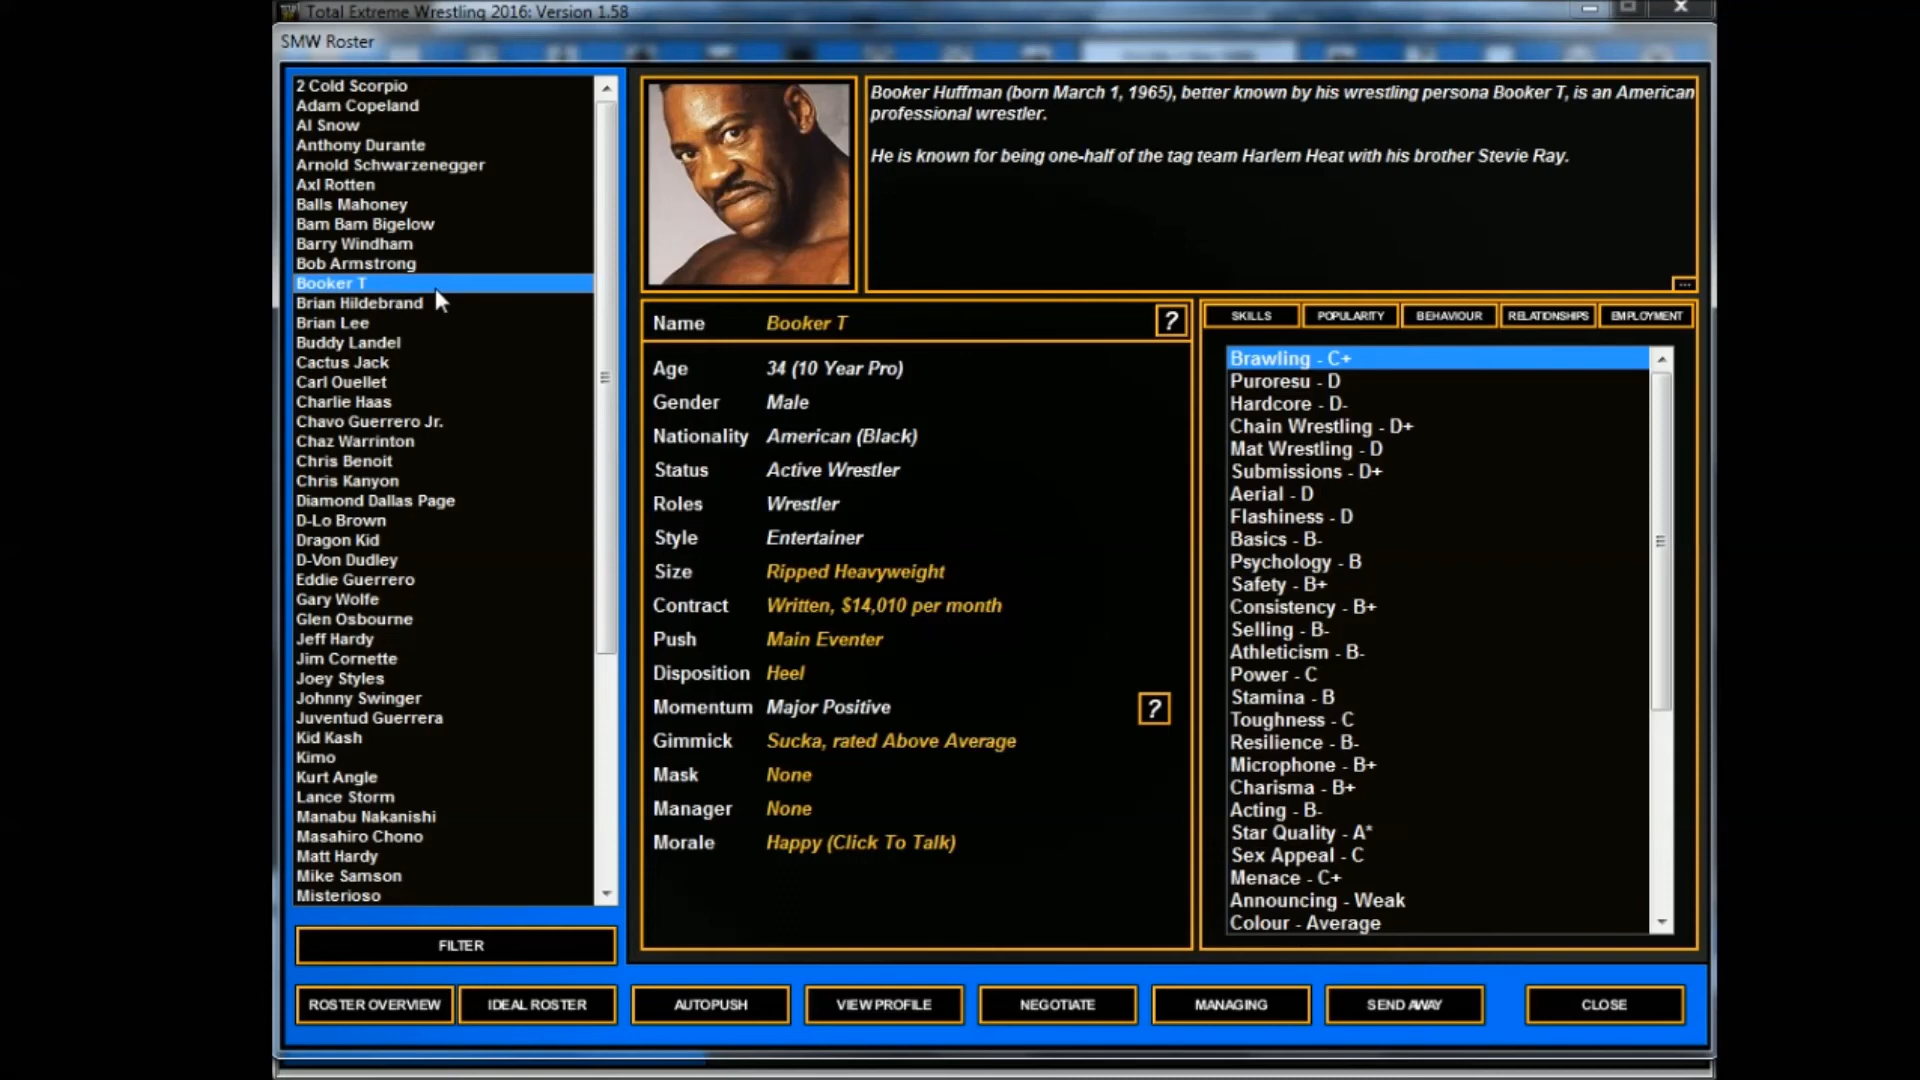 Total Extreme Wrestling 2016: Version 1.58
SMW Roster
2 Cold Scorpio
Adam Copeland
Al Snow
Anthony Durante
Arnold Schwarzenegger
Axl Rotten
Balls Mahoney
Bam Bam Bigelow
Barry Windham
Bob Armstrong
Booker T
Brian Hildebrand
Brian Lee
Buddy Landel
Cactus Jack
Carl Ouellet
Charlie Haas
Chavo Guerrero Jr.
Chaz Warrinton
Chris Benoit
Chris Kanyon
Diamond Dallas Page
D-Lo Brown
Dragon Kid
D-Von Dudley
Eddie Guerrero
Gary Wolfe
Glen Osbourne
Jeff Hardy
Jim Cornette
Joey Styles
Johnny Swinger
Juventud Guerrera
Kid Kash
Kimo
Kurt Angle
Lance Storm
Manabu Nakanishi
Masahiro Chono
Matt Hardy
Mike Samson
Misterioso
FILTER
Booker Huffman (born March 1, 1965), better known by his wrestling persona Booker T, is an American
professional wrestler.
He is known for being one-half of the tag team Harlem Heat with his brother Stevie Ray.
...
Name Booker T ?
Age 34 (10 Year Pro)
Gender Male
Nationality American (Black)
Status Active Wrestler
Roles Wrestler
Style Entertainer
Size Ripped Heavyweight
Contract Written, $14,010 per month
Push Main Eventer
Disposition Heel
Momentum Major Positive ?
Gimmick Sucka, rated Above Average
Mask None
Manager None
Morale Happy (Click To Talk)
SKILLS POPULARITY BEHAVIOUR RELATIONSHIPS EMPLOYMENT
Brawling - C+
Puroresu - D
Hardcore - D-
Chain Wrestling - D+
Mat Wrestling - D
Submissions - D+
Aerial - D
Flashiness - D
Basics - B-
Psychology - B
Safety - B+
Consistency - B+
Selling - B-
Athleticism - B-
Power - C
Stamina - B
Toughness - C
Resilience - B-
Microphone - B+
Charisma - B+
Acting - B-
Star Quality - A*
Sex Appeal - C
Menace - C+
Announcing - Weak
Colour - Average
ROSTER OVERVIEW IDEAL ROSTER AUTOPUSH VIEW PROFILE NEGOTIATE MANAGING SEND AWAY CLOSE